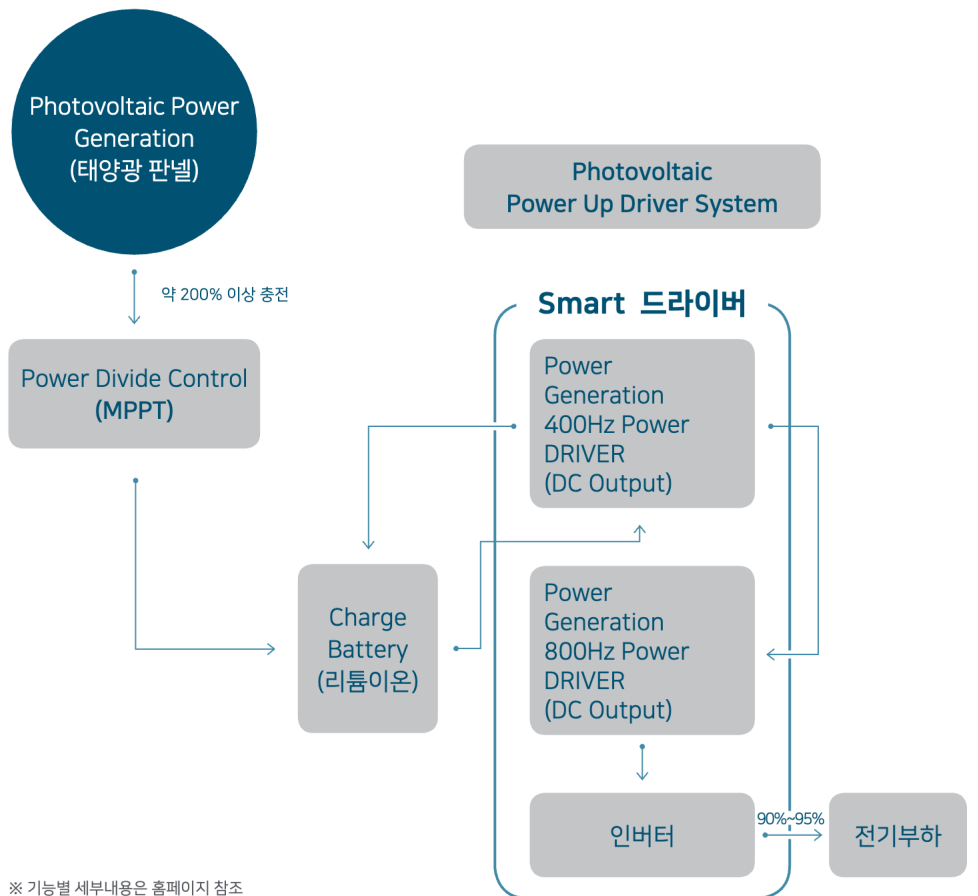 Photovoltaic Power
Generation
(태양광 판넬)
Photovoltaic
Power Up Driver System
약 200% 이상 충전
Smart 드라이버
Power Divide Control
(MPPT)
Power
Generation
400Hz Power
DRIVER
(DC Output)
Charge
Battery
(리튬이온)
Power
Generation
800Hz Power
DRIVER
(DC Output)
인버터
90%~95%
전기부하
※ 기능별 세부내용은 홈페이지 참조